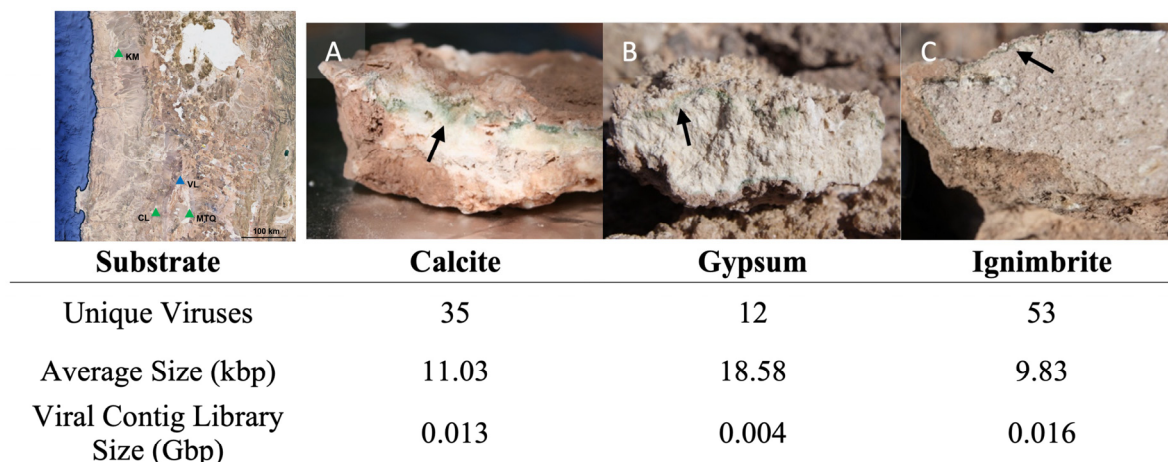 KM
VL
CL
MTQ
100 km
A
B
C
Substrate Calcite Gypsum Ignimbrite
Unique Viruses 35 12 53
Average Size (kbp) 11.03 18.58 9.83
Viral Contig Library
Size (Gbp) 0.013 0.004 0.016